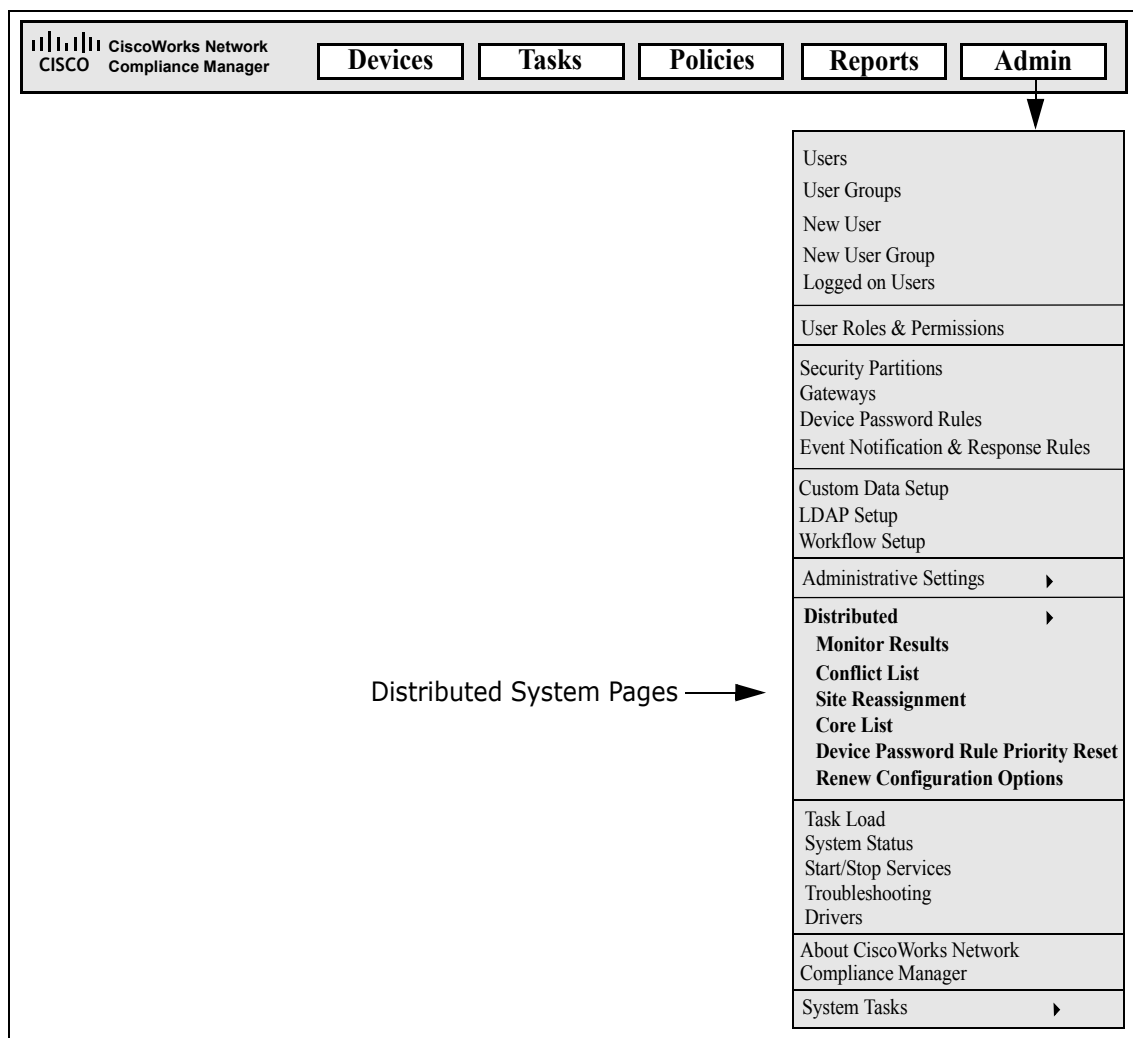 CiscoWorks Network
CISCO Compliance Manager
Devices
Tasks
Policies
Reports
Admin
Users
User Groups
New User
New User Group
Logged on Users
User Roles & Permissions
Security Partitions
Gateways
Device Password Rules
Event Notification & Response Rules
Custom Data Setup
LDAP Setup
Workflow Setup
Administrative Settings
Distributed
Monitor Results
Conflict List
Distributed System Pages
Site Reassignment
Core List
Device Password Rule Priority Reset
Renew Configuration Options
Task Load
System Status
Start/Stop Services
Troubleshooting
Drivers
About CiscoWorks Network
Compliance Manager
System Tasks